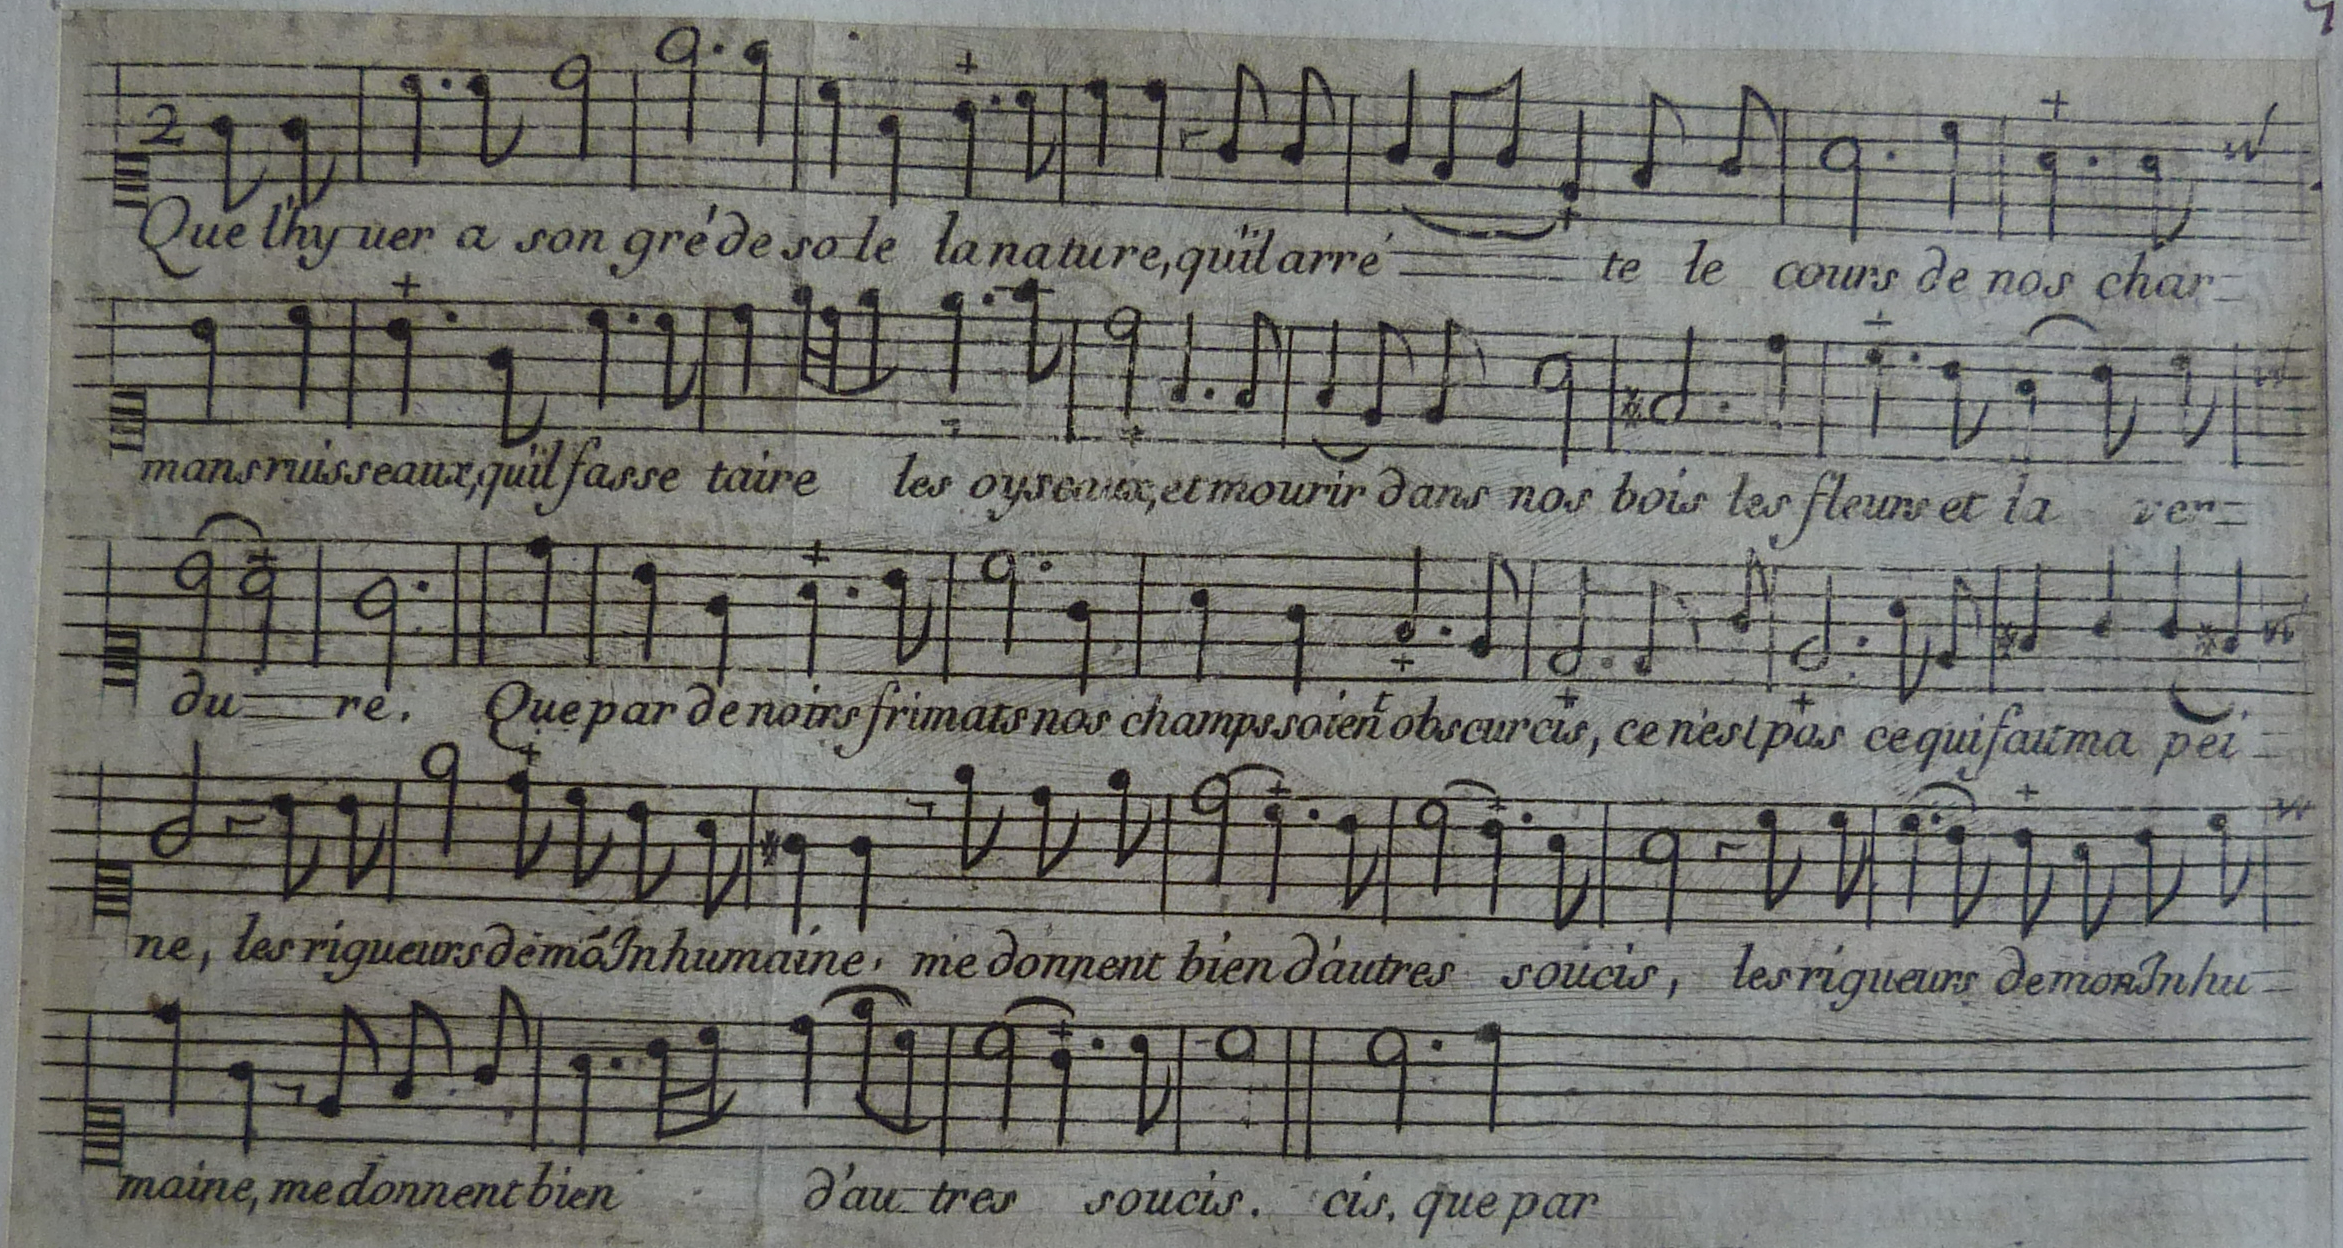 2
Que l'hyuer a son gré de so le la nature, qu'il arré te le cours de nos char-
mans ruisseaux, qu'il fasse taire les oyseaux, et mourir dans nos bois les fleurs et la ver=
du re. Que par de noirs frimats nos champs soient obscurcis, ce n'est pas ce qui fait ma pei
ne, les rigueurs de mõ Inhumaine, me donnent bien d'autres soucis, les rigueurs de mon Inhu-
maine, me donnent bien d'au tres soucis. cis, que par